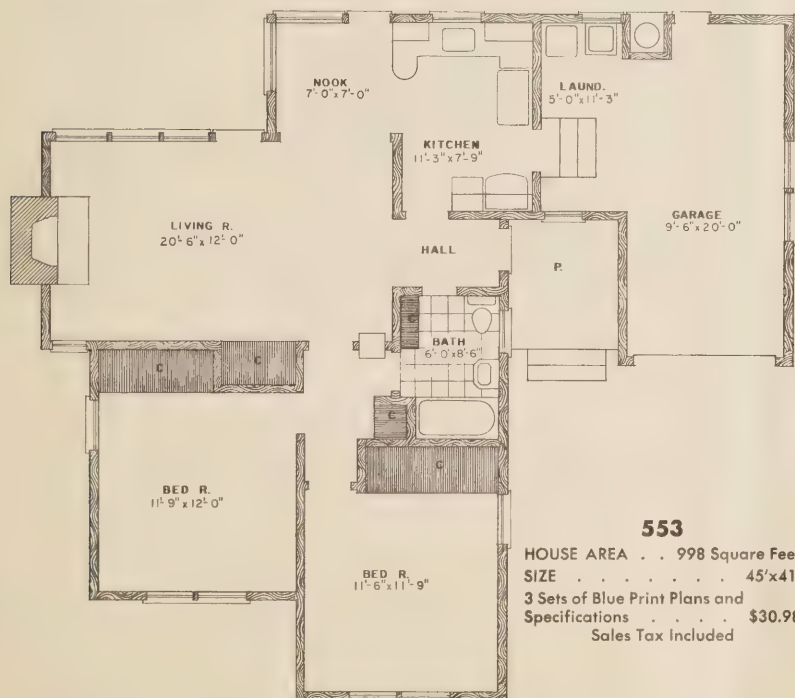 NOOK
7'-0"x7'-0"
LAUND.
5'-0"x11'-3"
KITCHEN
11'-3"x7'-9"
LIVING R.
20'-6"x12'-0"
GARAGE
9'-6"x20'-0"
HALL
P.
C
BATH
6'-0"x8'-6"
C
C
C
C
BED R.
11'-9"x12'-0"
BED R.
11'-6"x11'-9"
553
HOUSE AREA . . 998 Square Fee
SIZE . . . . . . . 45'x41
3 Sets of Blue Print Plans and
Specifications . . . . $30.98
Sales Tax Included